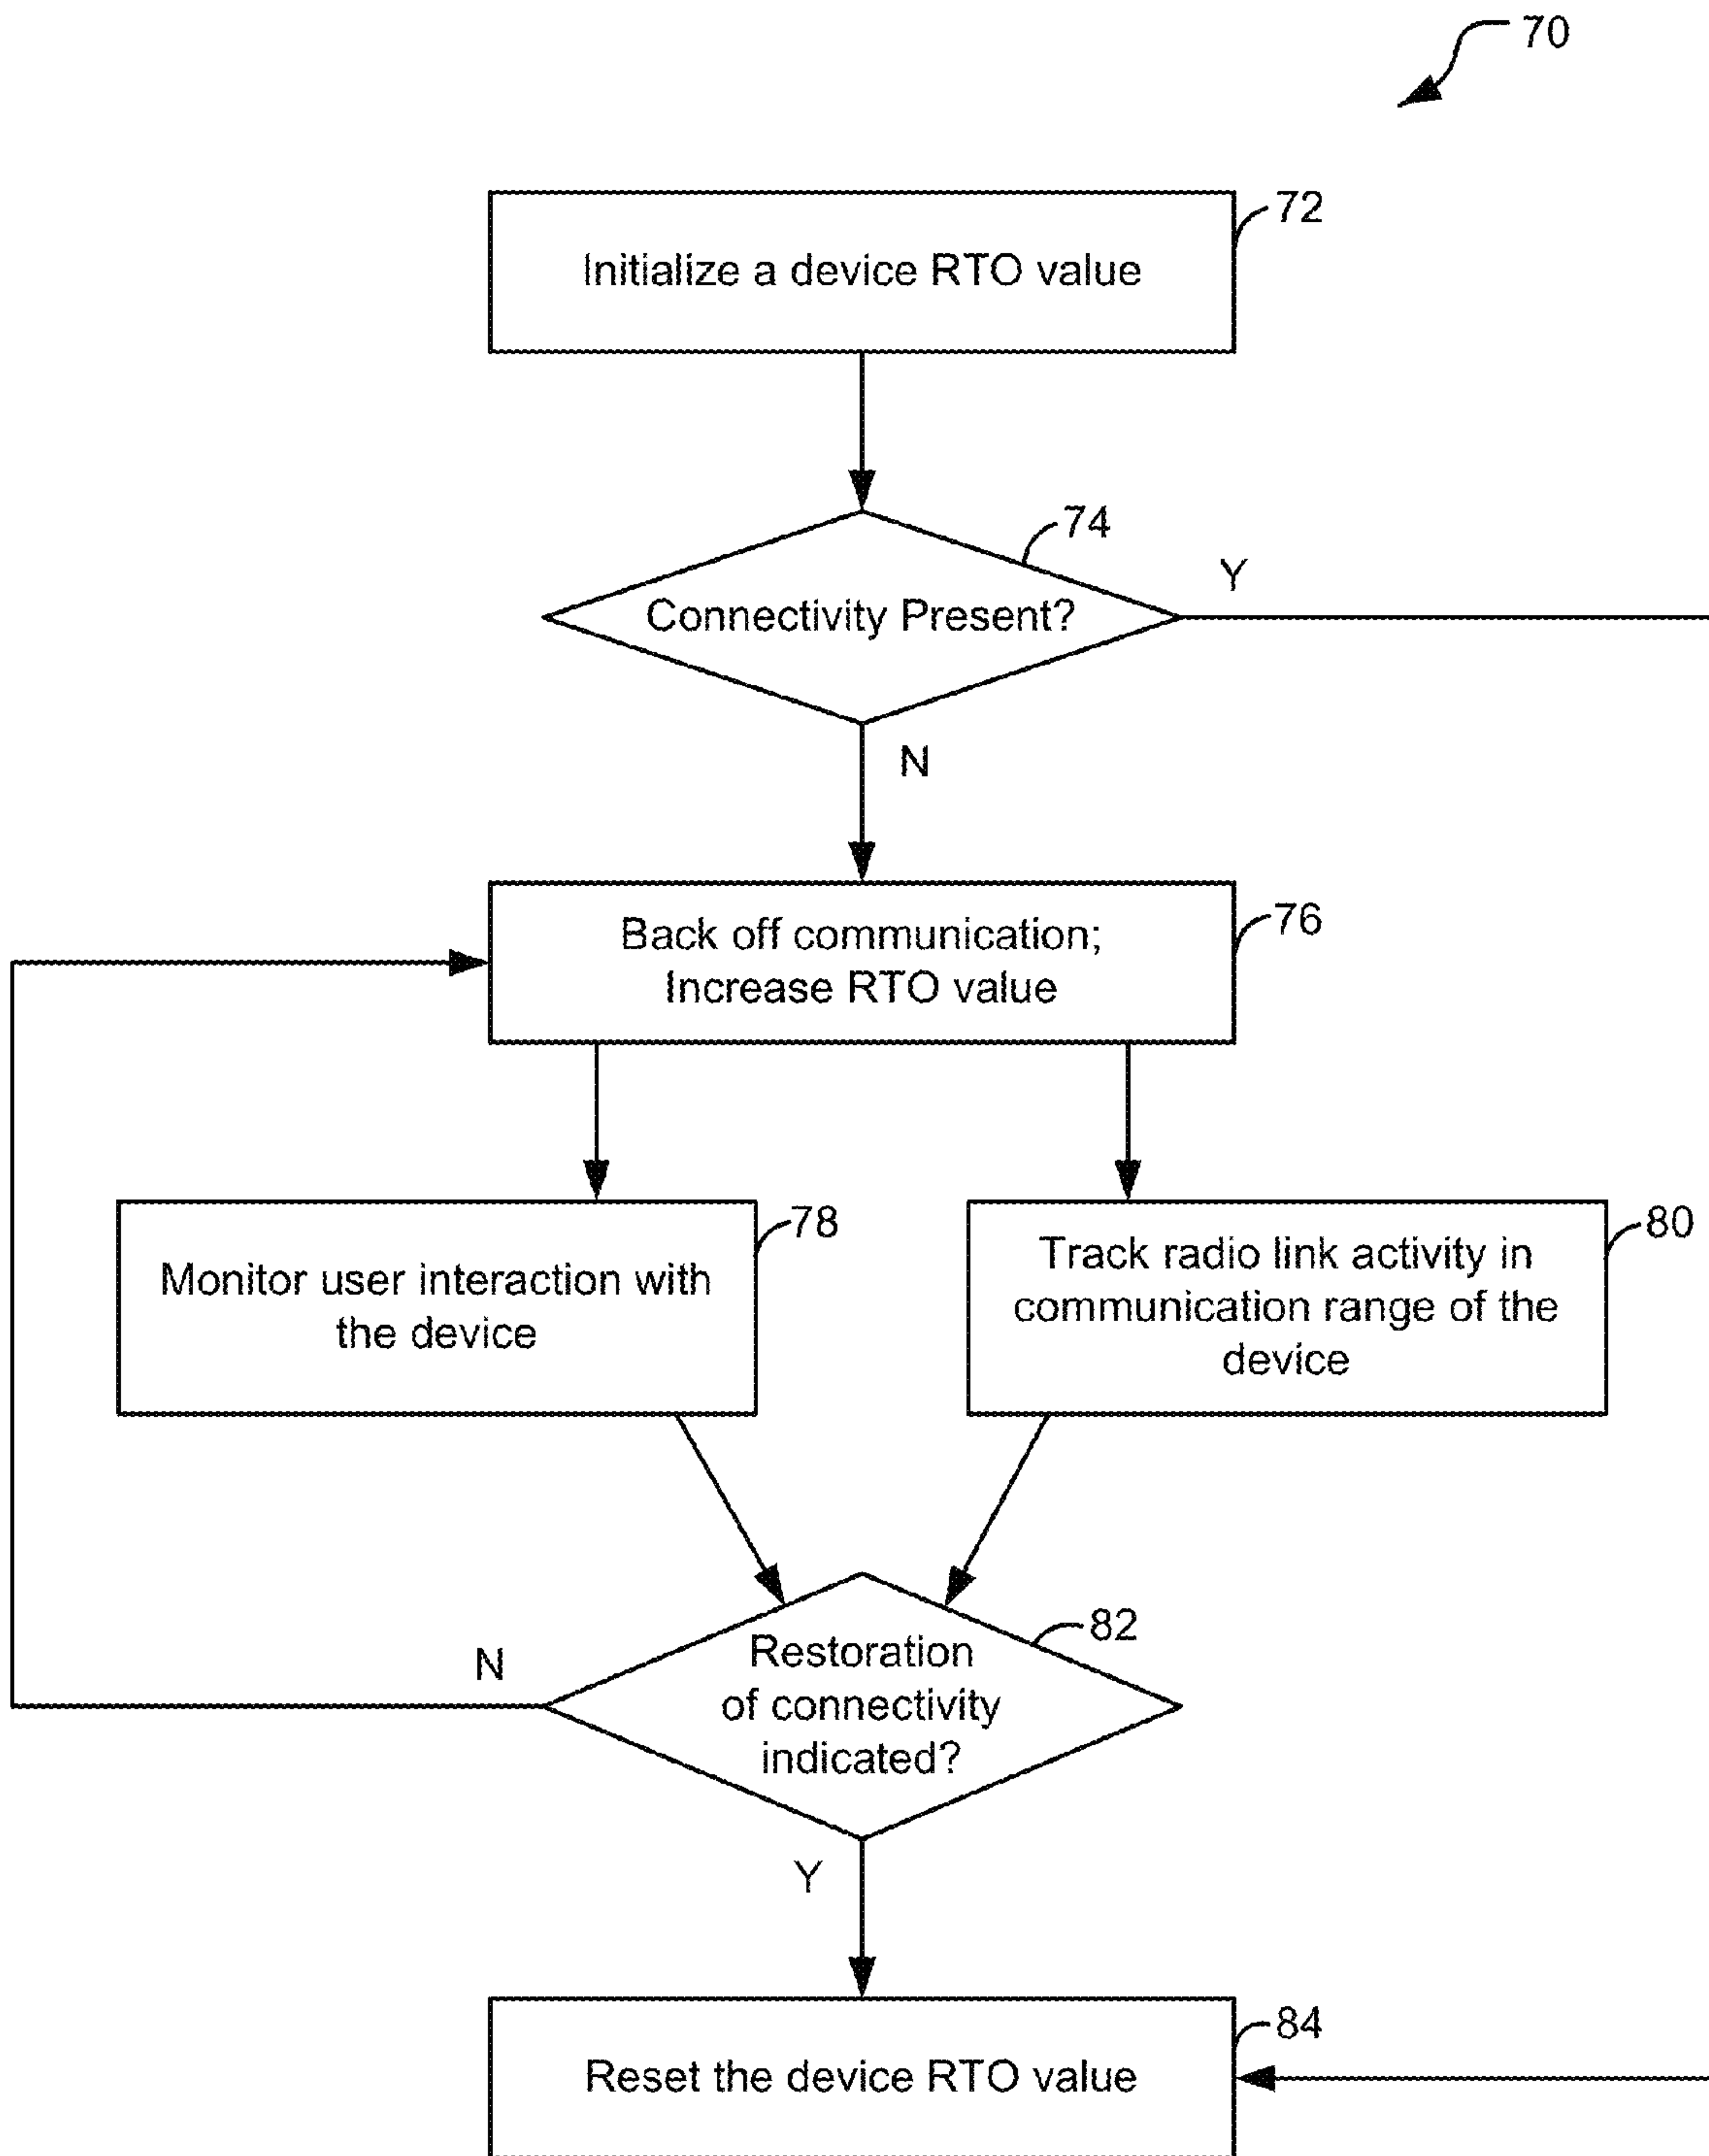 70
72
Initialize a device RTO value
74
Connectivity Present?
Y
N
76
Back off communication;
Increase RTO value
78
Monitor user interaction with
the device
80
Track radio link activity in
communication range of the
device
82
Restoration
of connectivity
indicated?
N
Y
84
Reset the device RTO value